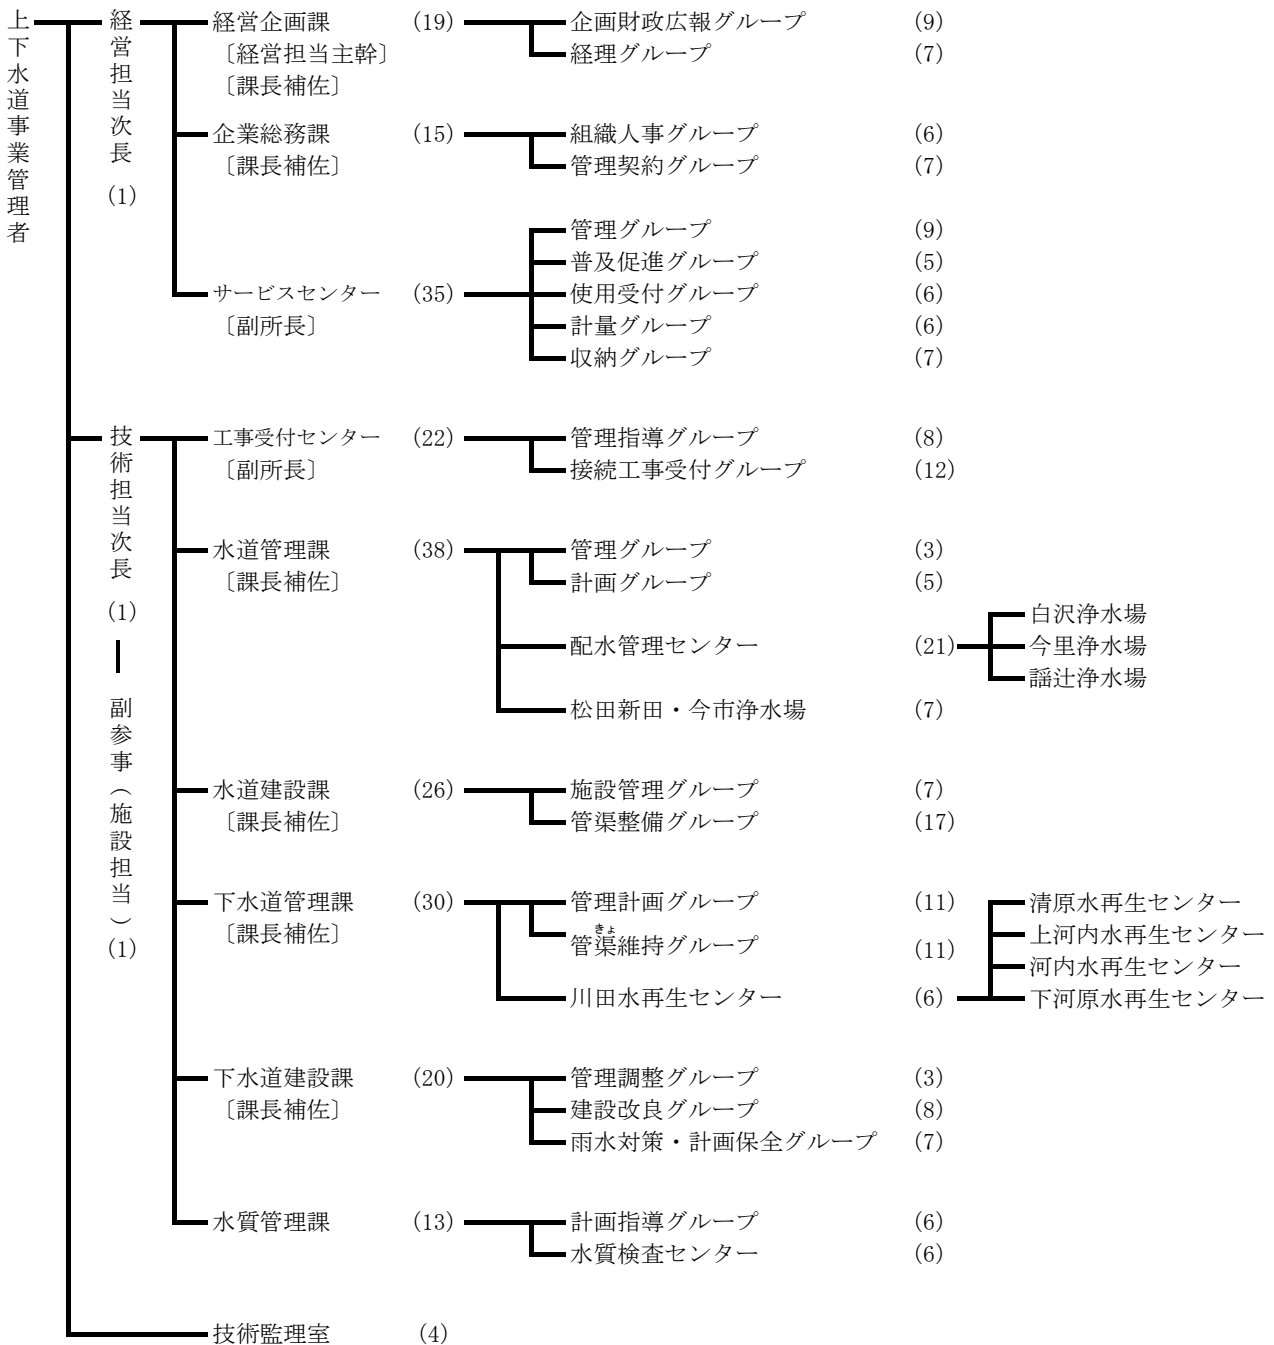 上下水道事業管理者
経営担当次長 (1)
経営企画課 (19) 企画財政広報グループ (9)
〔経営担当主幹〕 経理グループ (7)
〔課長補佐〕
企業総務課 (15) 組織人事グループ (6)
〔課長補佐〕 管理契約グループ (7)
管理グループ (9)
普及促進グループ (5)
サービスセンター (35) 使用受付グループ (6)
〔副所長〕 計量グループ (6)
収納グループ (7)
技術担当次長 (1)
副参事(施設担当) (1)
工事受付センター (22) 管理指導グループ (8)
〔副所長〕 接続工事受付グループ (12)
水道管理課 (38) 管理グループ (3)
〔課長補佐〕 計画グループ (5)
白沢浄水場
配水管理センター (21) 今里浄水場
謡辻浄水場
松田新田・今市浄水場 (7)
水道建設課 (26) 施設管理グループ (7)
〔課長補佐〕 管渠整備グループ (17)
下水道管理課 (30) 管理計画グループ (11) 清原水再生センター
〔課長補佐〕 上河内水再生センター
きょ
管渠維持グループ (11)
河内水再生センター
川田水再生センター (6) 下河原水再生センター
下水道建設課 (20) 管理調整グループ (3)
〔課長補佐〕 建設改良グループ (8)
雨水対策・計画保全グループ (7)
水質管理課 (13) 計画指導グループ (6)
水質検査センター (6)
技術監理室 (4)